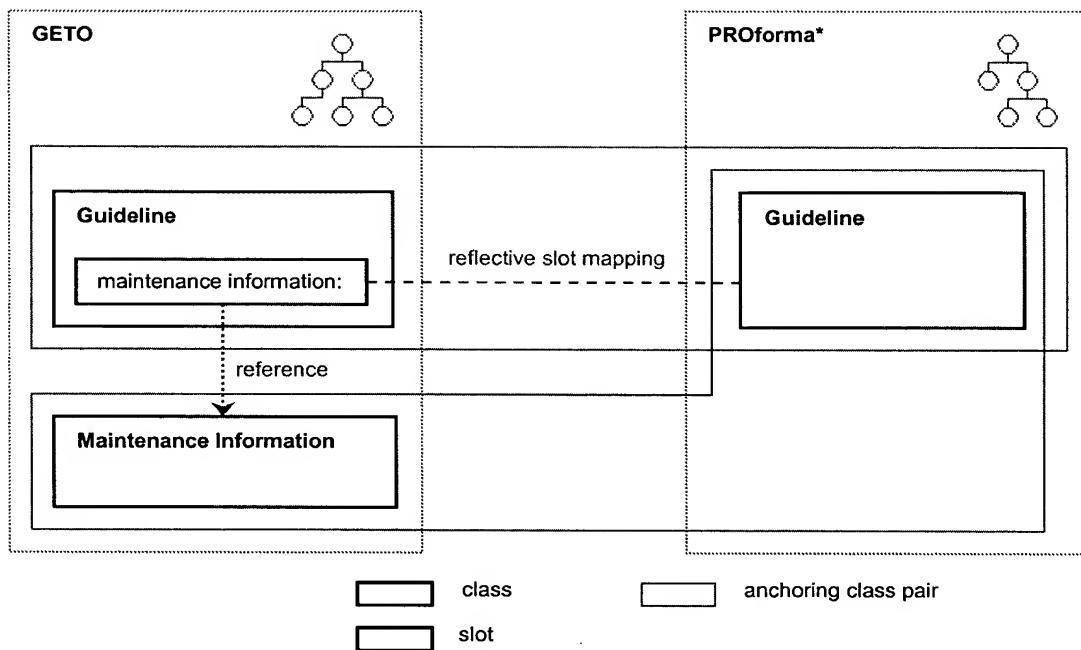 GETO
PROforma*
Guideline
maintenance information:
reflective slot mapping
Guideline
reference
Maintenance Information
class
anchoring class pair
slot